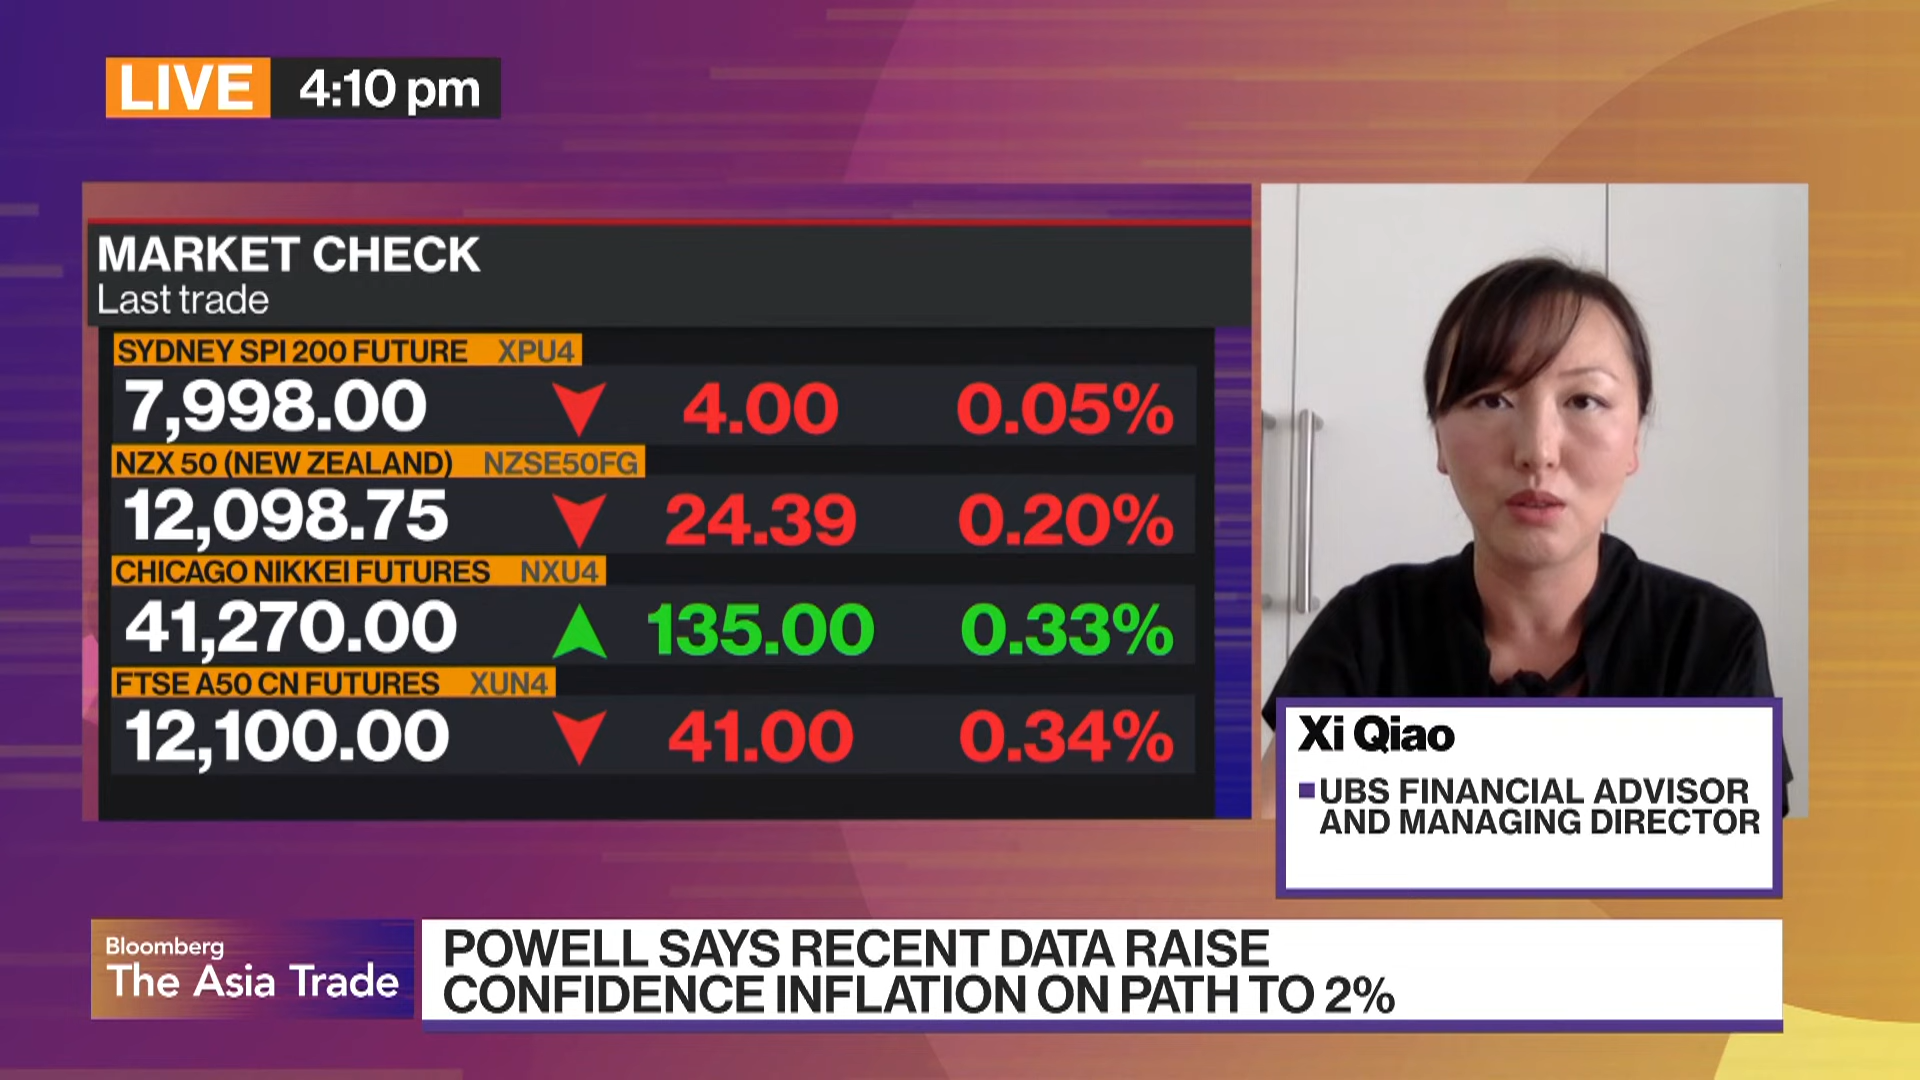 LIVE 4:10 pm
MARKET CHECK
Last trade
SYDNEY SPI 200 FUTURE XPU4
7,998.00 4.00 0.05%
NZX 50 (NEW ZEALAND) NZSE50FG
12,098.75 24.39 0.20%
CHICAGO NIKKEI FUTURES NXU4
41,270.00 135.00 0.33%
FTSE A50 CN FUTURES XUN4
12,100.00 41.00 0.34%
Xi Qiao
UBS FINANCIAL ADVISOR
AND MANAGING DIRECTOR
Bloomberg
The Asia Trade
POWELL SAYS RECENT DATA RAISE
CONFIDENCE INFLATION ON PATH TO 2%